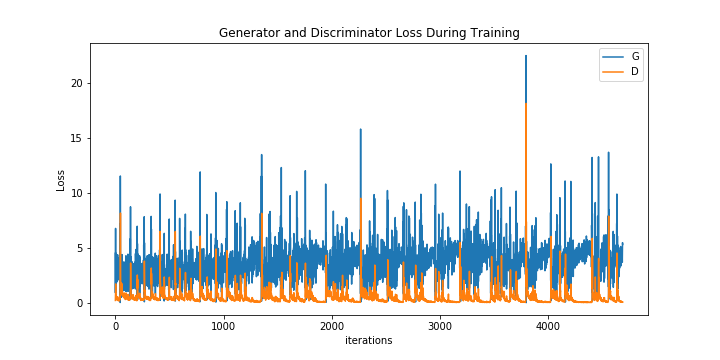 Generator and Discriminator Loss During Training
G
D
20
15
10
5
0
Loss
0 1000 2000 3000 4000
iterations